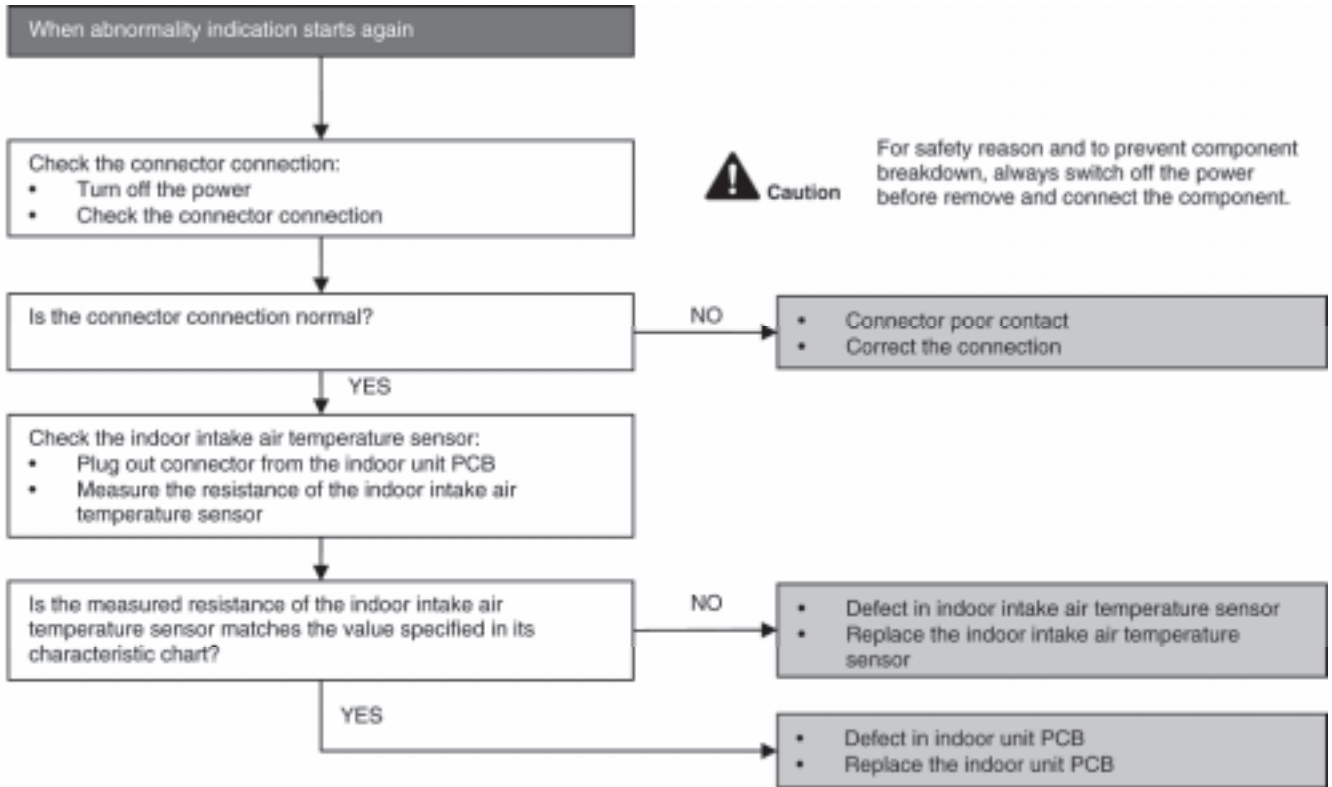 When abnormality indication starts again
Check the connector connection:
• Turn off the power
• Check the connector connection
Caution
For safety reason and to prevent component
breakdown, always switch off the power
before remove and connect the component.
Is the connector connection normal?
NO
• Connector poor contact
• Correct the connection
YES
Check the indoor intake air temperature sensor:
• Plug out connector from the indoor unit PCB
• Measure the resistance of the indoor intake air
temperature sensor
Is the measured resistance of the indoor intake air
temperature sensor matches the value specified in its
characteristic chart?
NO
• Defect in indoor intake air temperature sensor
• Replace the indoor intake air temperature
sensor
YES
• Defect in indoor unit PCB
• Replace the indoor unit PCB